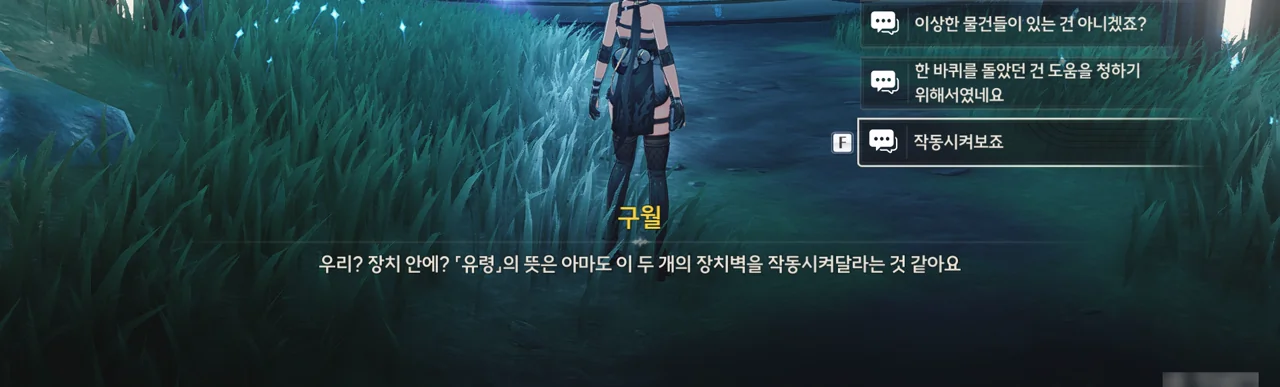 이상한 물건들이 있는 건 아니겠죠?
한 바퀴를 돌았던 건 도움을 청하기
위해서였네요
F
작동시켜보죠
구월
우리? 장치 안에? 「유령」의 뜻은 아마도 이 두 개의 장치벽을 작동시켜달라는 것 같아요